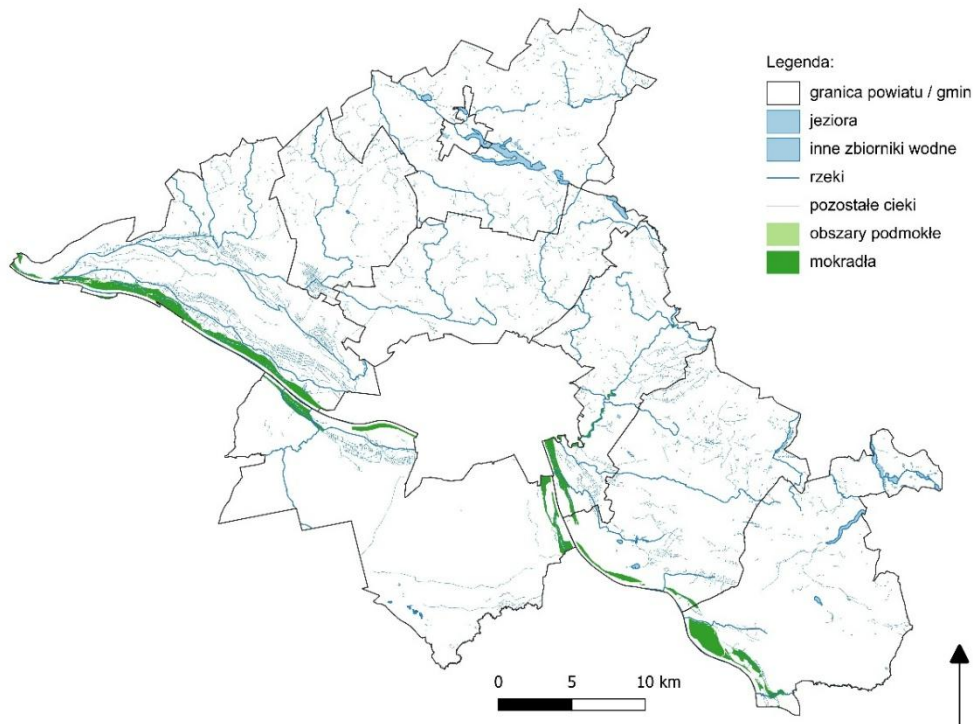 Legenda:
granica powiatu / gmin
jeziora
inne zbiorniki wodne
rzeki
pozostałe cieki
obszary podmokłe
mokradła
0 5 10 km